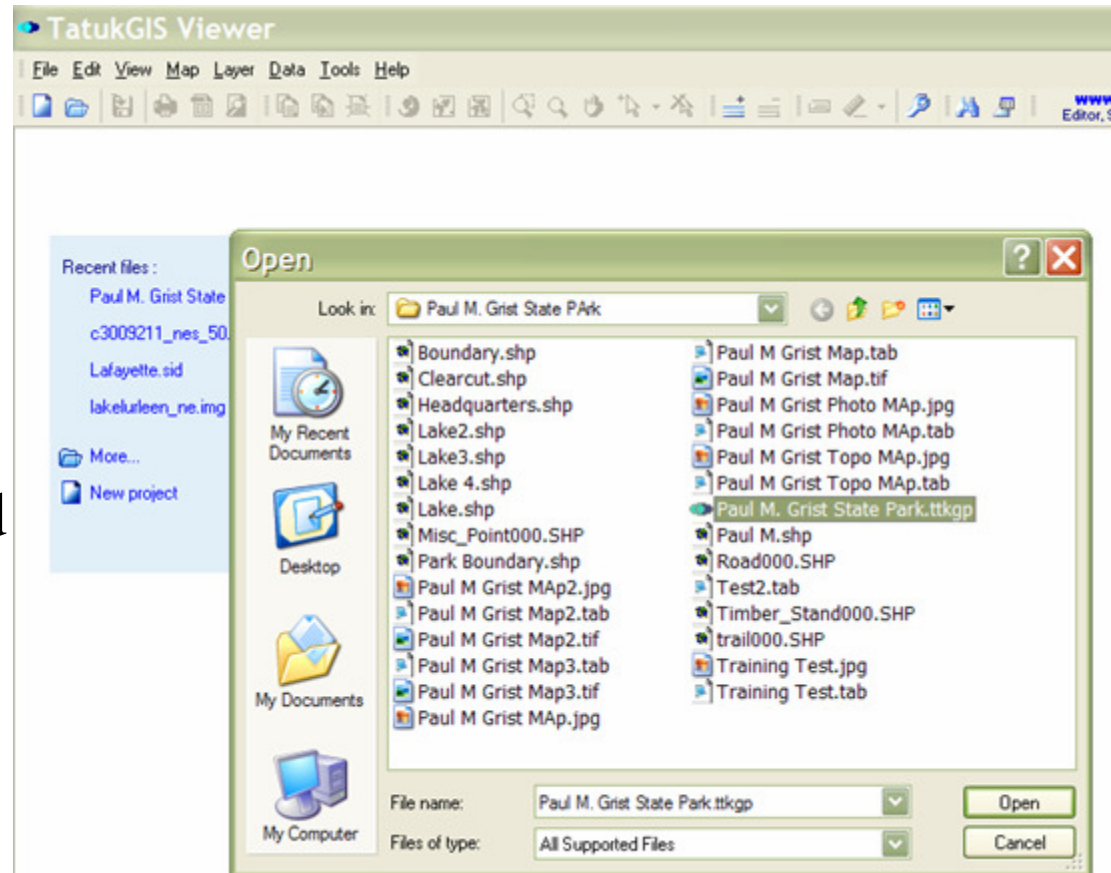 TatukGIS Viewer
File Edit View Map Layer Data Tools Help
www
Editor, S
Recent files :
Paul M. Grist State
c3009211_nes_50.
Lafayette.sid
lakelurleen_ne.img
More...
New project
Open
Look in:
Paul M. Grist State PArk
My Recent
Documents
Desktop
My Documents
My Computer
Boundary.shp
Clearcut.shp
Headquarters.shp
Lake2.shp
Lake3.shp
Lake 4.shp
Lake.shp
Misc_Point000.SHP
Park Boundary.shp
Paul M Grist MAp2.jpg
Paul M Grist Map2.tab
Paul M Grist Map2.tif
Paul M Grist Map3.tab
Paul M Grist Map3.tif
Paul M Grist MAp.jpg
Paul M Grist Map.tab
Paul M Grist Map.tif
Paul M Grist Photo MAp.jpg
Paul M Grist Photo MAp.tab
Paul M Grist Topo MAp.jpg
Paul M Grist Topo MAp.tab
Paul M. Grist State Park.ttkgp
Paul M.shp
Road000.SHP
Test2.tab
Timber_Stand000.SHP
trail000.SHP
Training Test.jpg
Training Test.tab
File name:
Paul M. Grist State Park.ttkgp
Open
Files of type:
All Supported Files
Cancel